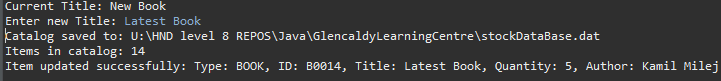 Current Title: New Book
Enter new Title: Latest Book
Catalog saved to: U:\HND level 8 REPOS\Java\GlencaldyLearningCentre\stockDataBase.dat
Items in catalog: 14
Item updated successfully: Type: BOOK, ID: B0014, Title: Latest Book, Quantity: 5, Author: Kamil Milej